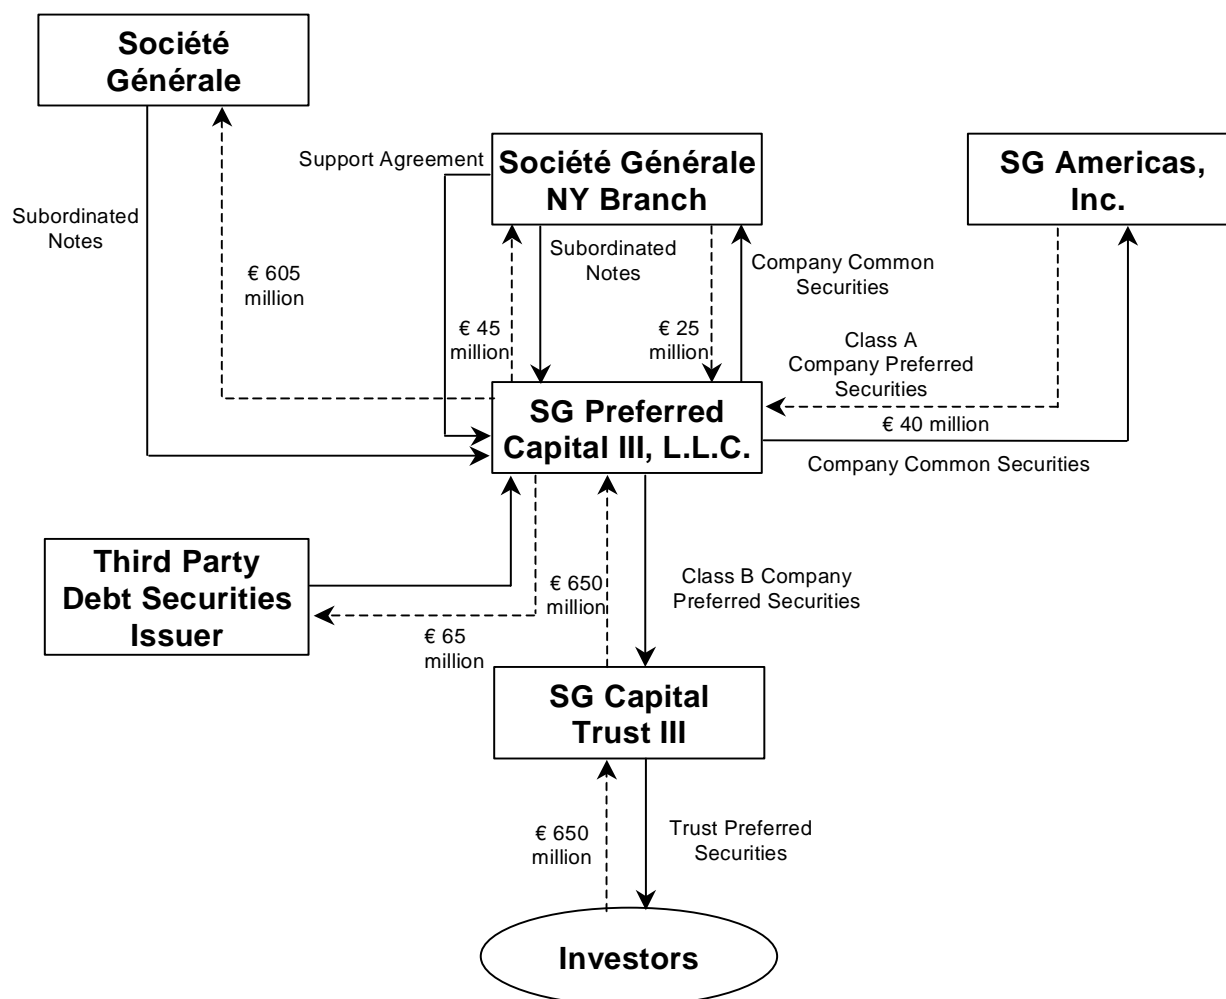 Société
Générale
Support Agreement
Société Générale
NY Branch
SG Americas,
Inc.
Subordinated
Notes
€ 605
million
Subordinated
Notes
Company Common
Securities
€ 45
million
€ 25
million
Class A
Company Preferred
Securities
SG Preferred
Capital III, L.L.C.
€ 40 million
Company Common Securities
Third Party
Debt Securities
Issuer
€ 650
million
Class B Company
Preferred Securities
€ 65
million
SG Capital
Trust III
€ 650
million
Trust Preferred
Securities
Investors